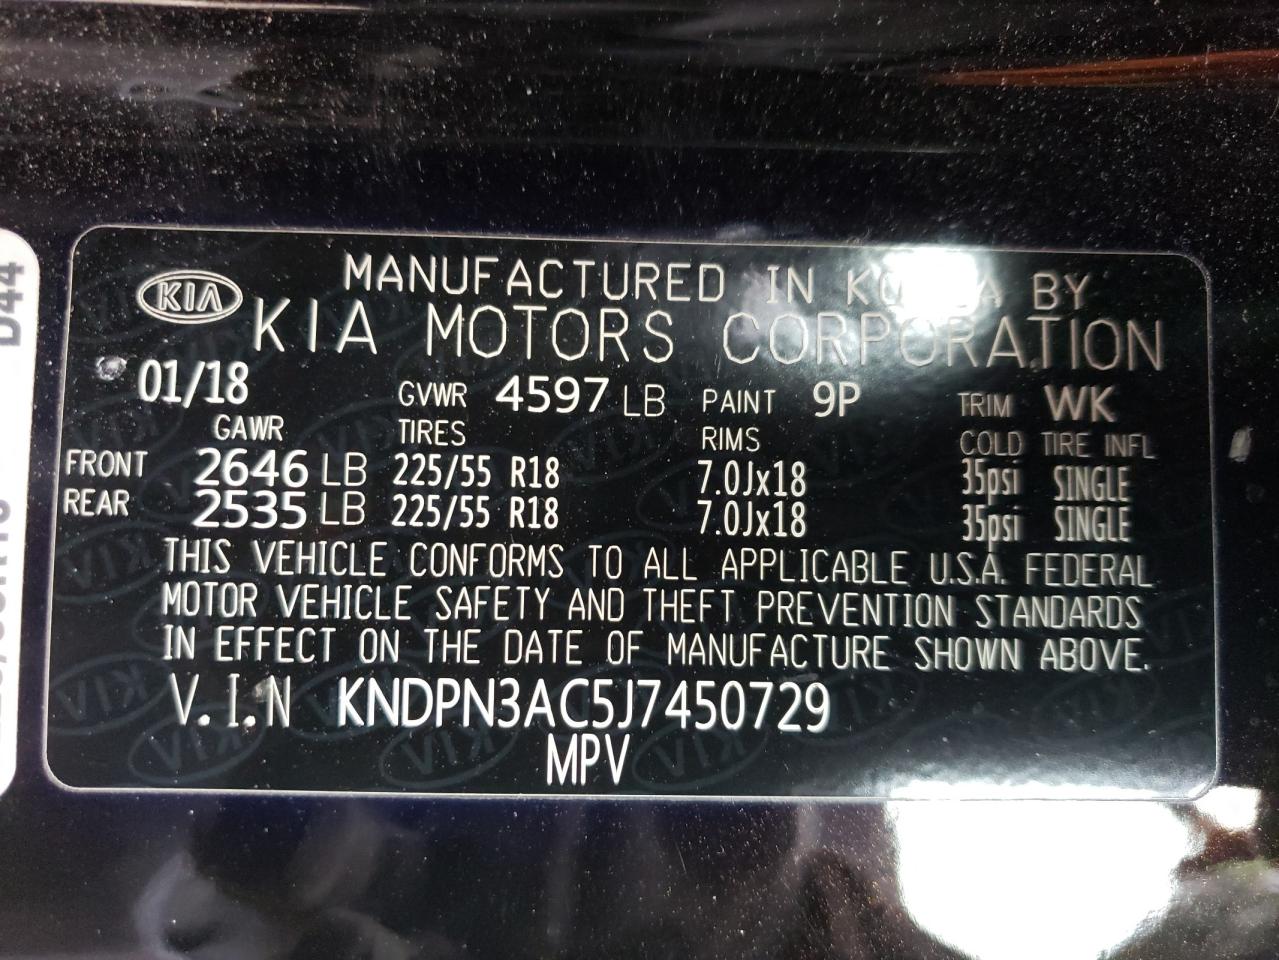 MANUFACTURED IN KOREA BY
KIA
KIA MOTORS CORPORATION
01/18 GVWR 4597 LB PAINT 9P TRIM WK
GAWR TIRES RIMS COLD TIRE INFL
FRONT 2646 LB 225/55 R18 7.0Jx18 35psi SINGLE
REAR 2535 LB 225/55 R18 7.0Jx18 35psi SINGLE
THIS VEHICLE CONFORMS TO ALL APPLICABLE U.S.A. FEDERAL
MOTOR VEHICLE SAFETY AND THEFT PREVENTION STANDARDS
IN EFFECT ON THE DATE OF MANUFACTURE SHOWN ABOVE.
V.I.N KNDPN3AC5J7450729
MPV
D44